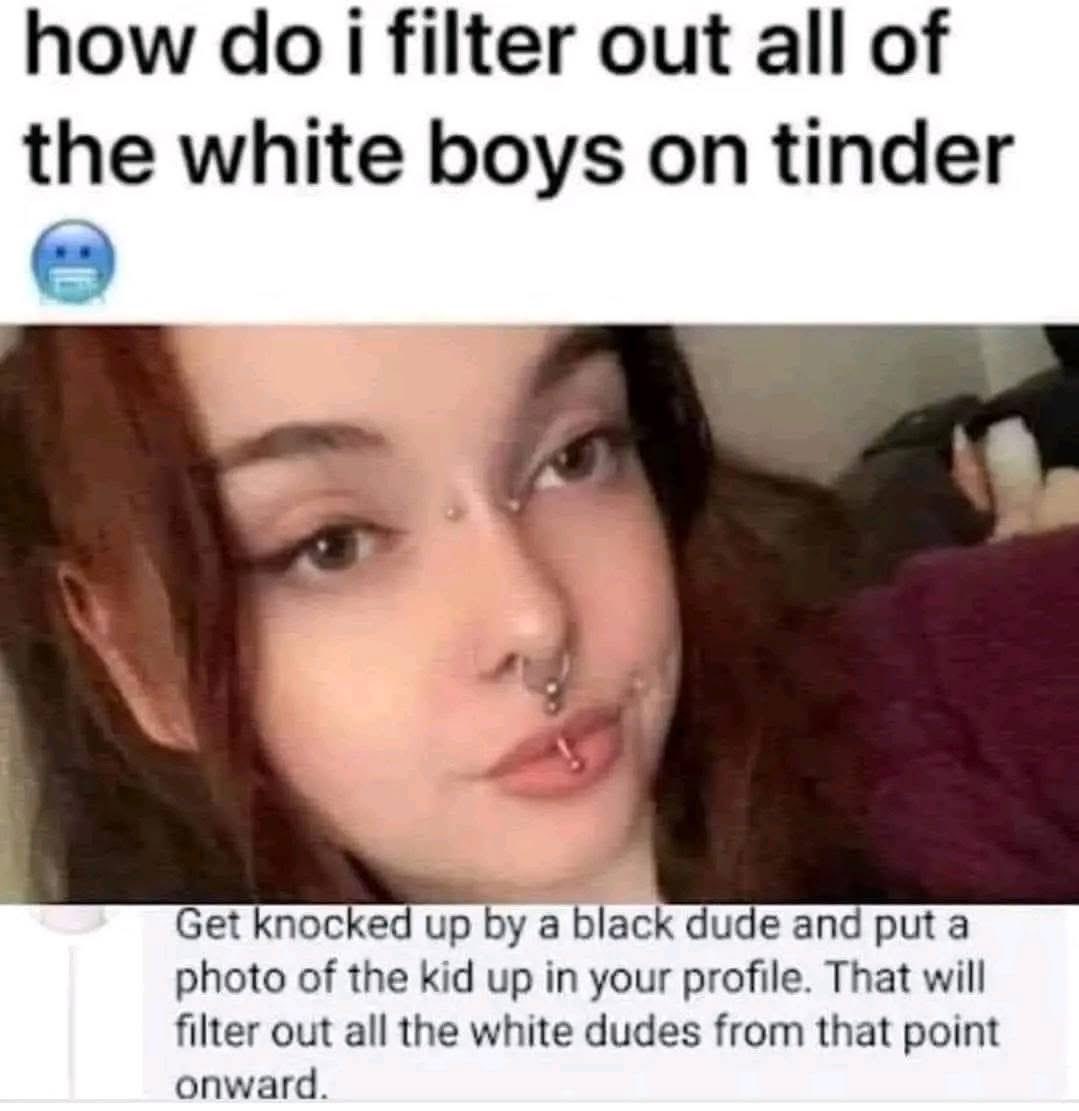 how do i filter out all of
the white boys on tinder
🥶
Get knocked up by a black dude and put a
photo of the kid up in your profile. That will
filter out all the white dudes from that point
onward.